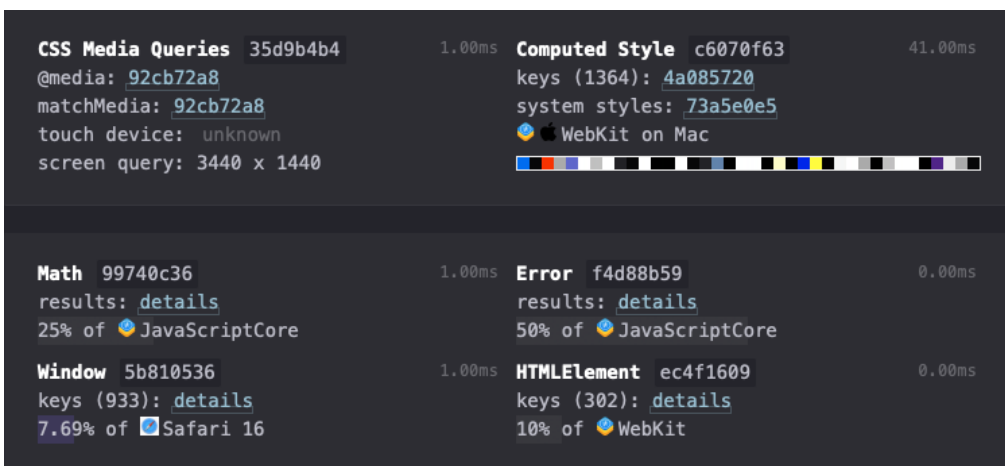 CSS Media Queries 35d9b4b4 1.00ms
@media: 92cb72a8
matchMedia: 92cb72a8
touch device: unknown
screen query: 3440 x 1440
Computed Style c6070f63 41.00ms
keys (1364): 4a085720
system styles: 73a5e0e5
WebKit on Mac
Math 99740c36 1.00ms
results: details
25% of JavaScriptCore
Error f4d88b59 0.00ms
results: details
50% of JavaScriptCore
Window 5b810536 1.00ms
keys (933): details
7.69% of Safari 16
HTMLElement ec4f1609 0.00ms
keys (302): details
10% of WebKit